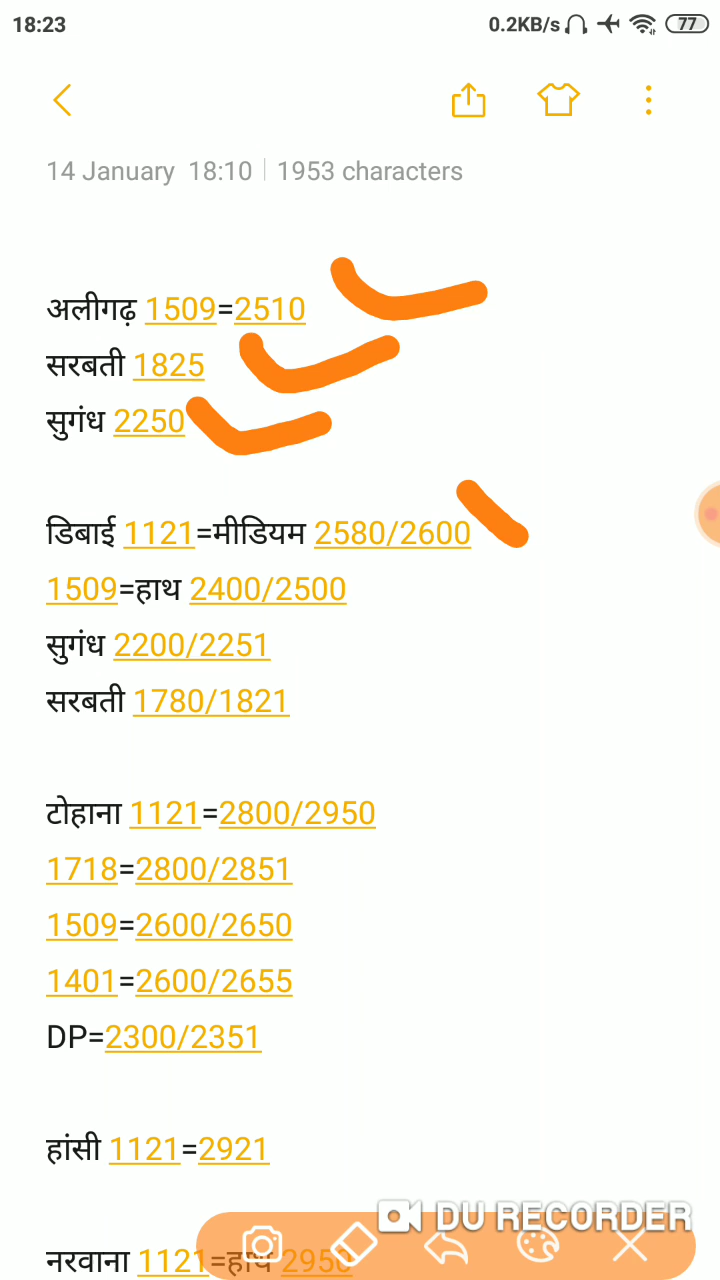 18:23 0.2KB/s 77
14 January 18:10 | 1953 characters
अलीगढ़ 1509=2510
सरबती 1825
सुगंध 2250
डिबाई 1121=मीडियम 2580/2600
1509=हाथ 2400/2500
सुगंध 2200/2251
सरबती 1780/1821
टोहाना 1121=2800/2950
1718=2800/2851
1509=2600/2650
1401=2600/2655
DP=2300/2351
हांसी 1121=2921
DU RECORDER
नरवाना 1121=हाथ 2950